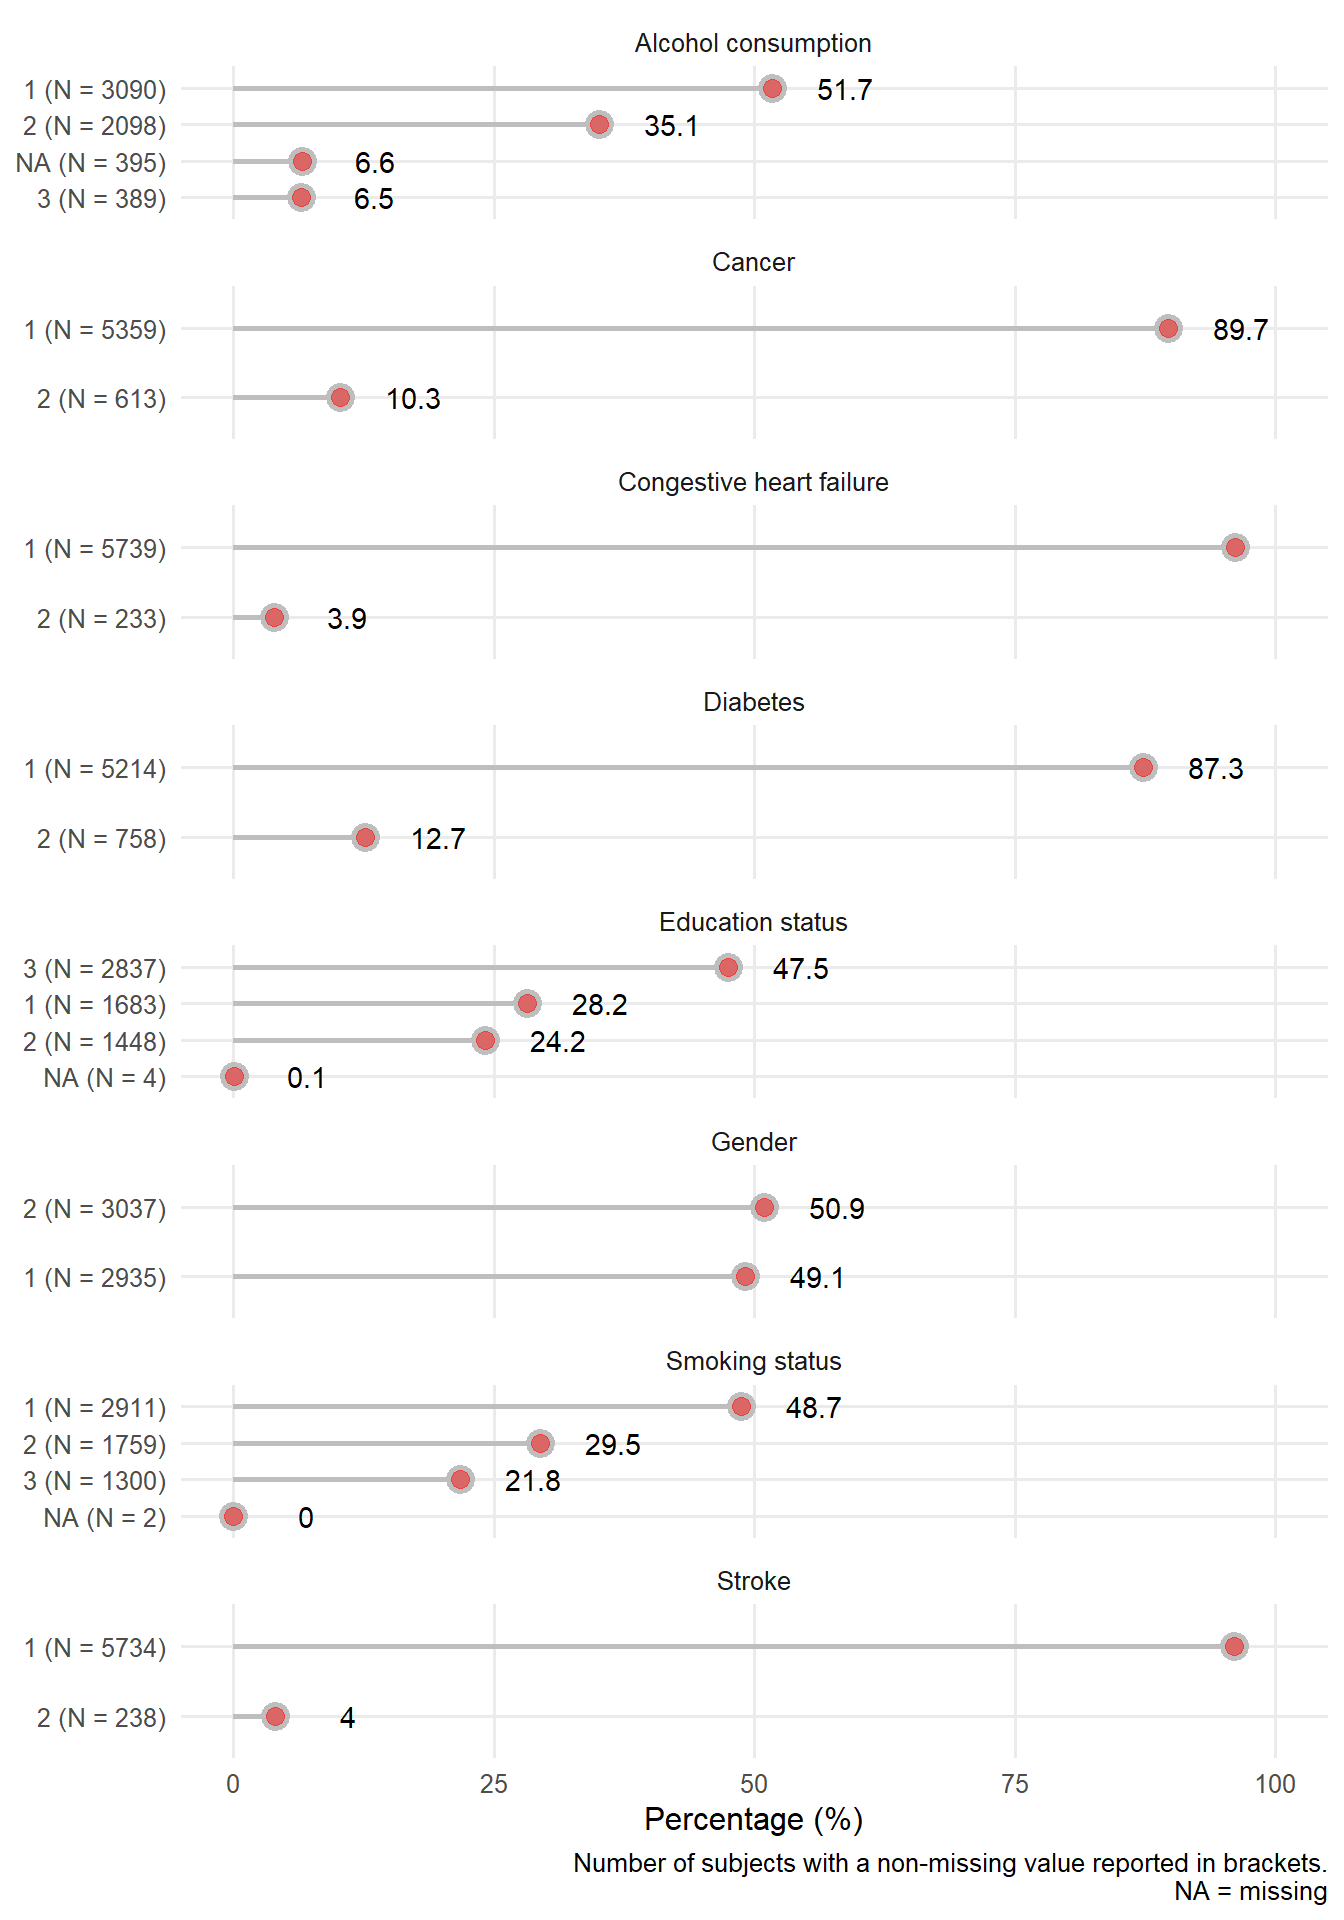 Alcohol consumption
1 (N = 3090) 51.7
2 (N = 2098) 35.1
NA (N = 395) 6.6
3 (N = 389) 6.5
Cancer
1 (N = 5359) 89.7
2 (N = 613) 10.3
Congestive heart failure
1 (N = 5739)
2 (N = 233) 3.9
Diabetes
1 (N = 5214) 87.3
2 (N = 758) 12.7
Education status
3 (N = 2837) 47.5
1 (N = 1683) 28.2
2 (N = 1448) 24.2
NA (N = 4) 0.1
Gender
2 (N = 3037) 50.9
1 (N = 2935) 49.1
Smoking status
1 (N = 2911) 48.7
2 (N = 1759) 29.5
3 (N = 1300) 21.8
NA (N = 2) 0
Stroke
1 (N = 5734)
2 (N = 238) 4
0 25 50 75 100
Percentage (%)
Number of subjects with a non-missing value reported in brackets.
NA = missing